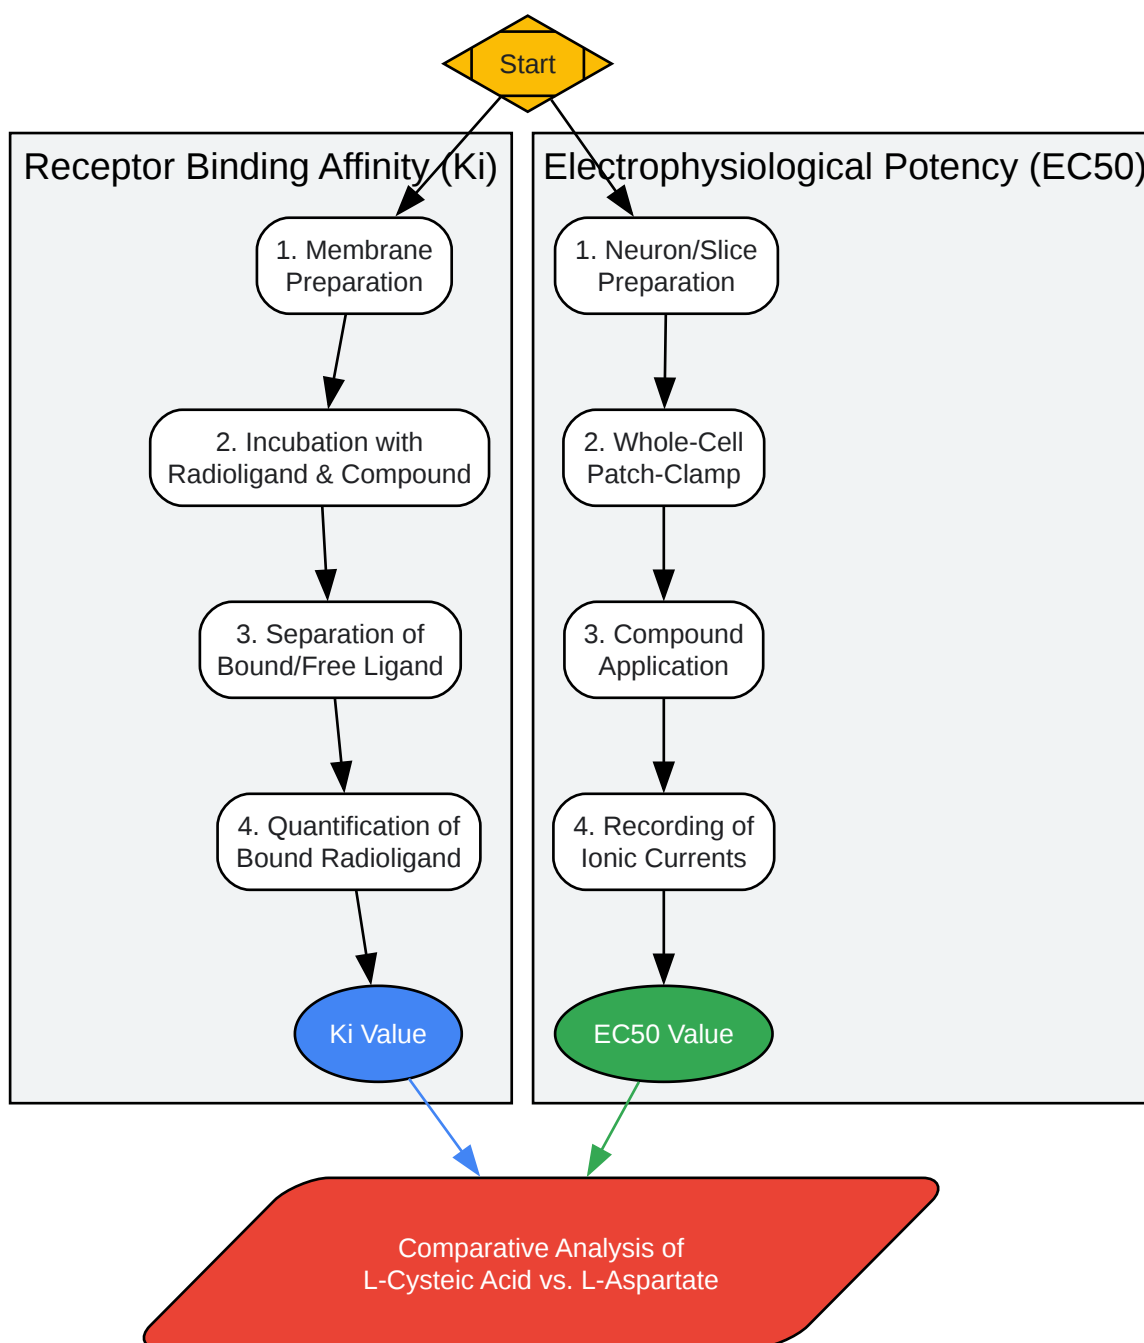 Start
Receptor Binding Affinity (Ki)
1. Membrane
Preparation
2. Incubation with
Radioligand & Compound
3. Separation of
Bound/Free Ligand
4. Quantification of
Bound Radioligand
Ki Value
Electrophysiological Potency (EC50)
1. Neuron/Slice
Preparation
2. Whole-Cell
Patch-Clamp
3. Compound
Application
4. Recording of
Ionic Currents
EC50 Value
Comparative Analysis of
L-Cysteic Acid vs. L-Aspartate